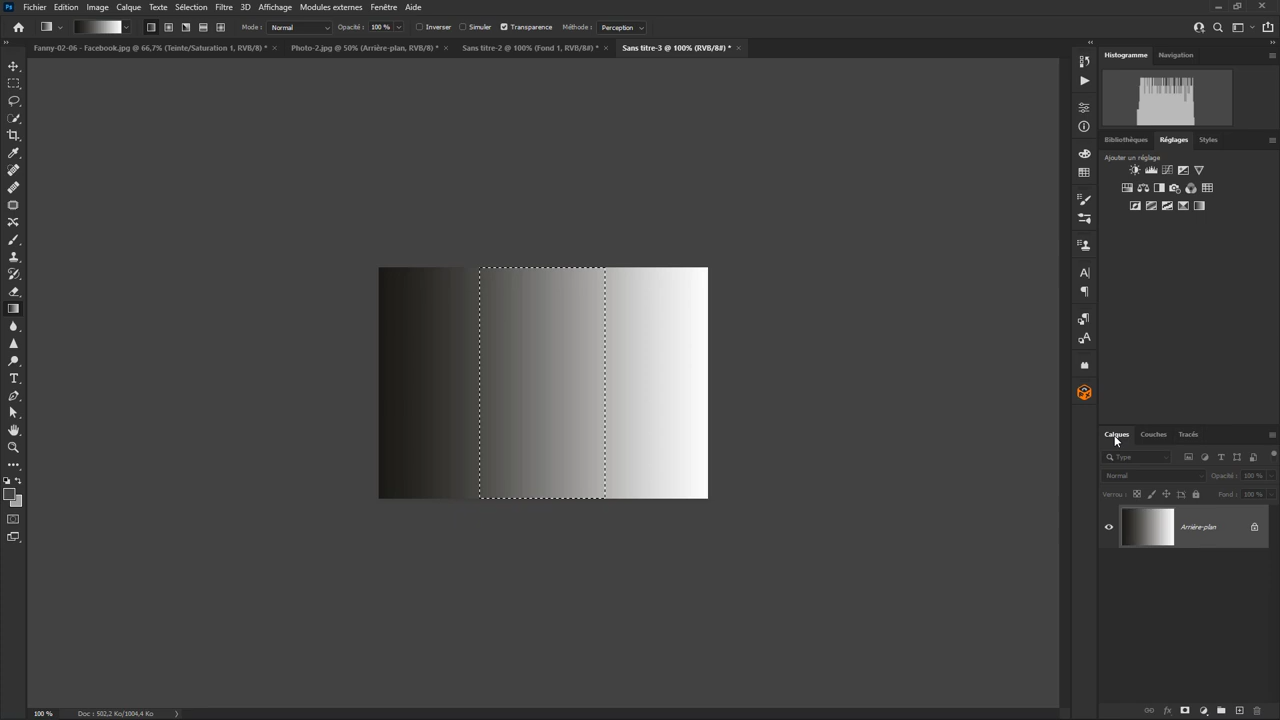 Fichier Edition Image Calque Texte Sélection Filtre 3D Affichage Modules externes Fenêtre Aide
Mode : Normal Opacité : 100 % Inverser Simuler Transparence Méthode : Perception
Fanny-02-06 - Facebook.jpg @ 66,7% (Teinte/Saturation 1, RVB/8) * Photo-2.jpg @ 50% (Arrière-plan, RVB/8) * Sans titre-2 @ 100% (Fond 1, RVB/8#) * Sans titre-3 @ 100% (RVB/8#) *
Histogramme Navigation
Bibliothèques Réglages Styles
Ajouter un réglage
Calques Couches Tracés
Type
Normal Opacité : 100 %
Verrou : Fond : 100 %
Arrière-plan
100 % Doc : 502,2 Ko/1004,4 Ko